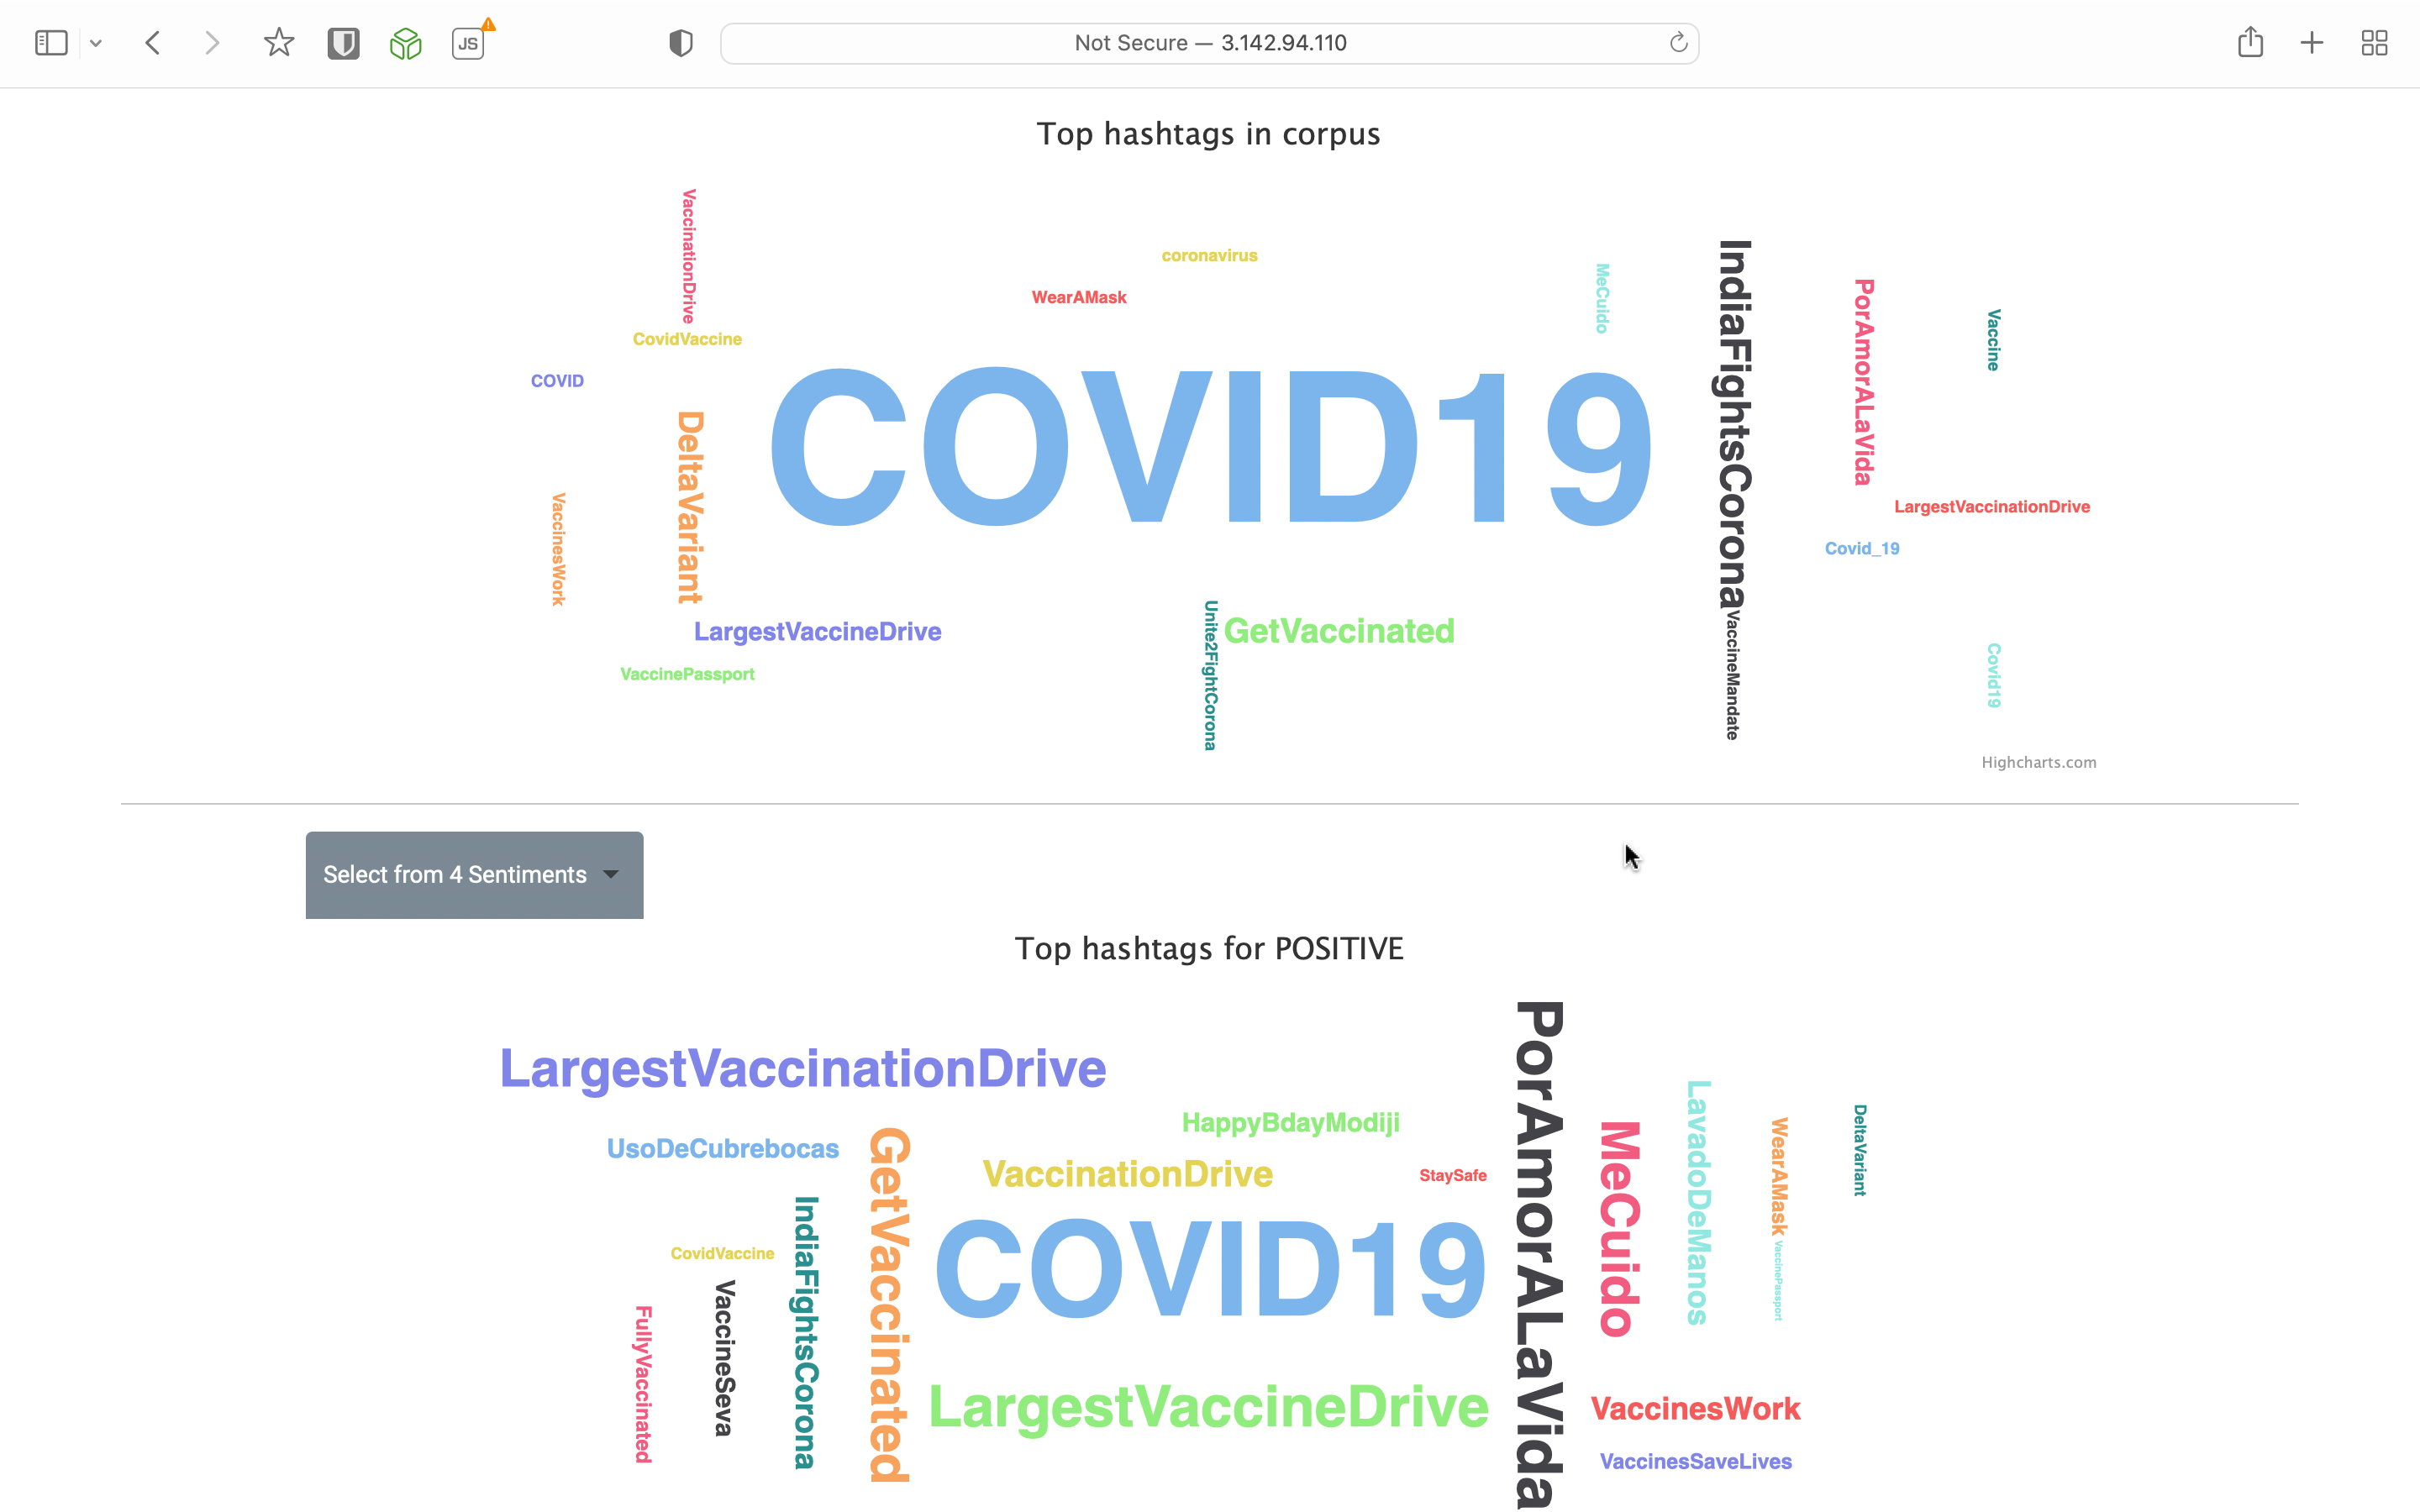 JS
Not Secure — 3.142.94.110
Top hashtags in corpus
VaccinationDrive
coronavirus
WearAMask
MeCuido
IndiaFightsCorona
PorAmorALaVida
Vaccine
CovidVaccine
COVID
COVID19
DeltaVariant
VaccinesWork
LargestVaccinationDrive
Covid_19
LargestVaccineDrive
Unite2FightCorona
GetVaccinated
VaccineMandate
Covid19
VaccinePassport
Highcharts.com
Select from 4 Sentiments
Top hashtags for POSITIVE
LargestVaccinationDrive
HappyBdayModiji
UsoDeCubrebocas
GetVaccinated
VaccinationDrive
StaySafe
PorAmorALaVida
MeCuido
LavadoDeManos
WearAMask
DeltaVariant
VaccinePassport
CovidVaccine
IndiaFightsCorona
COVID19
VaccineSeva
FullyVaccinated
LargestVaccineDrive
VaccinesWork
VaccinesSaveLives